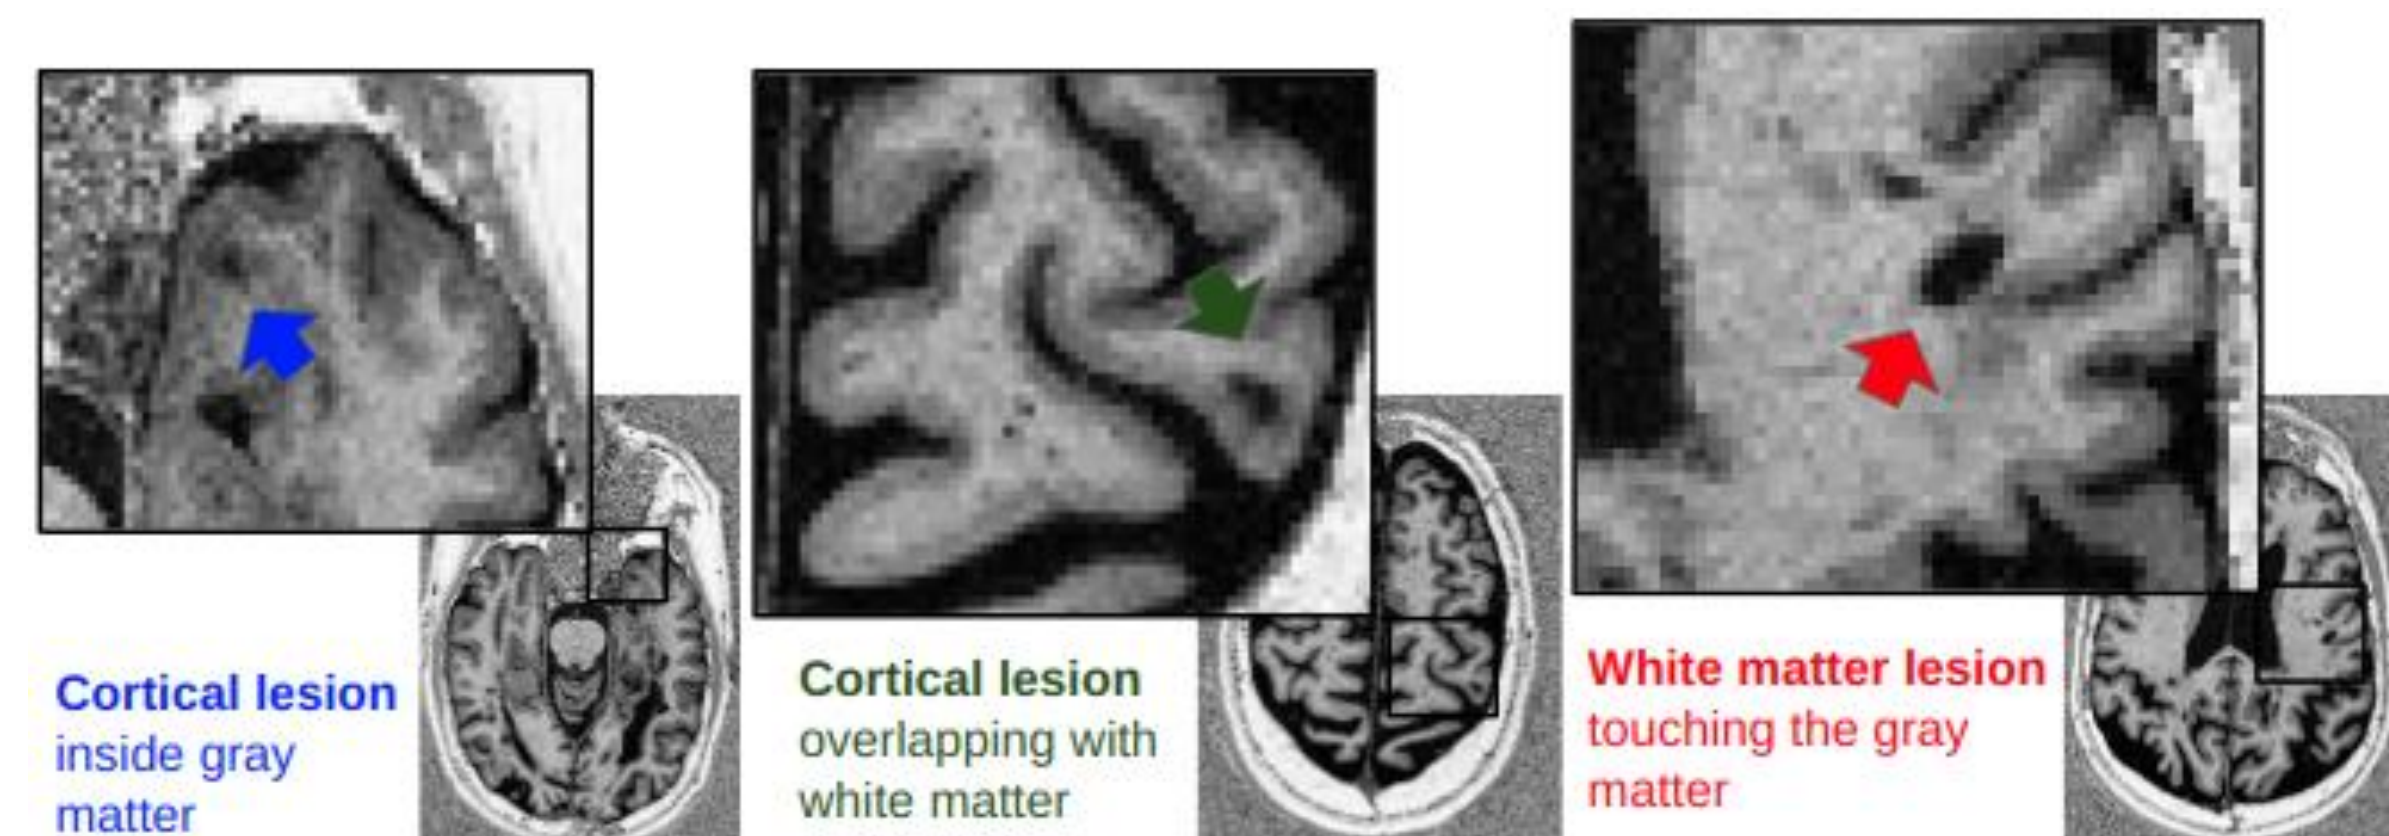 Cortical lesion
inside gray
matter
Cortical lesion
overlapping with
white matter
White matter lesion
touching the gray
matter